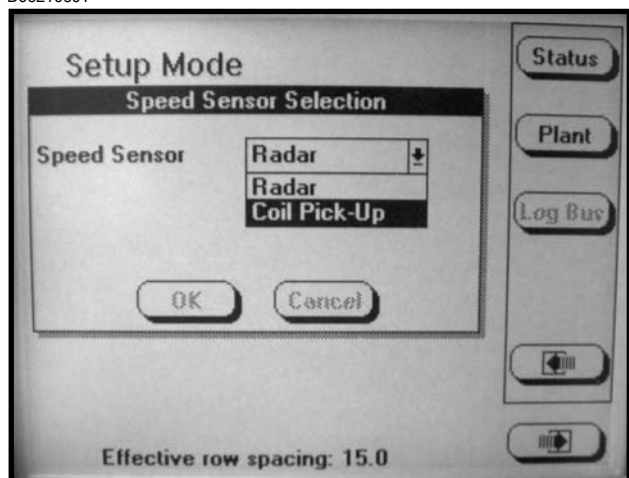 Setup Mode
Speed Sensor Selection
Speed Sensor
Radar
Radar
Coil Pick-Up
OK
Cancel
Effective row spacing: 15.0
Status
Plant
Log Bus